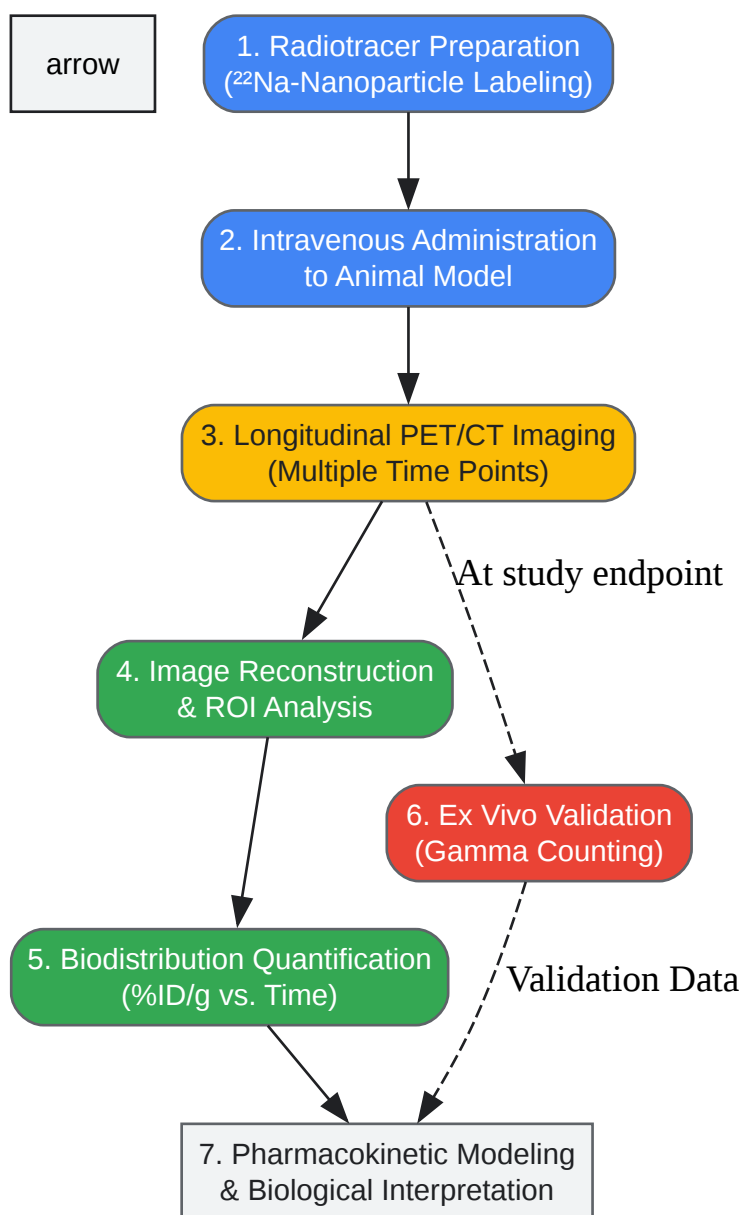 arrow
1. Radiotracer Preparation
(²²Na-Nanoparticle Labeling)
2. Intravenous Administration
to Animal Model
3. Longitudinal PET/CT Imaging
(Multiple Time Points)
At study endpoint
4. Image Reconstruction
& ROI Analysis
6. Ex Vivo Validation
(Gamma Counting)
5. Biodistribution Quantification
(%ID/g vs. Time)
Validation Data
7. Pharmacokinetic Modeling
& Biological Interpretation